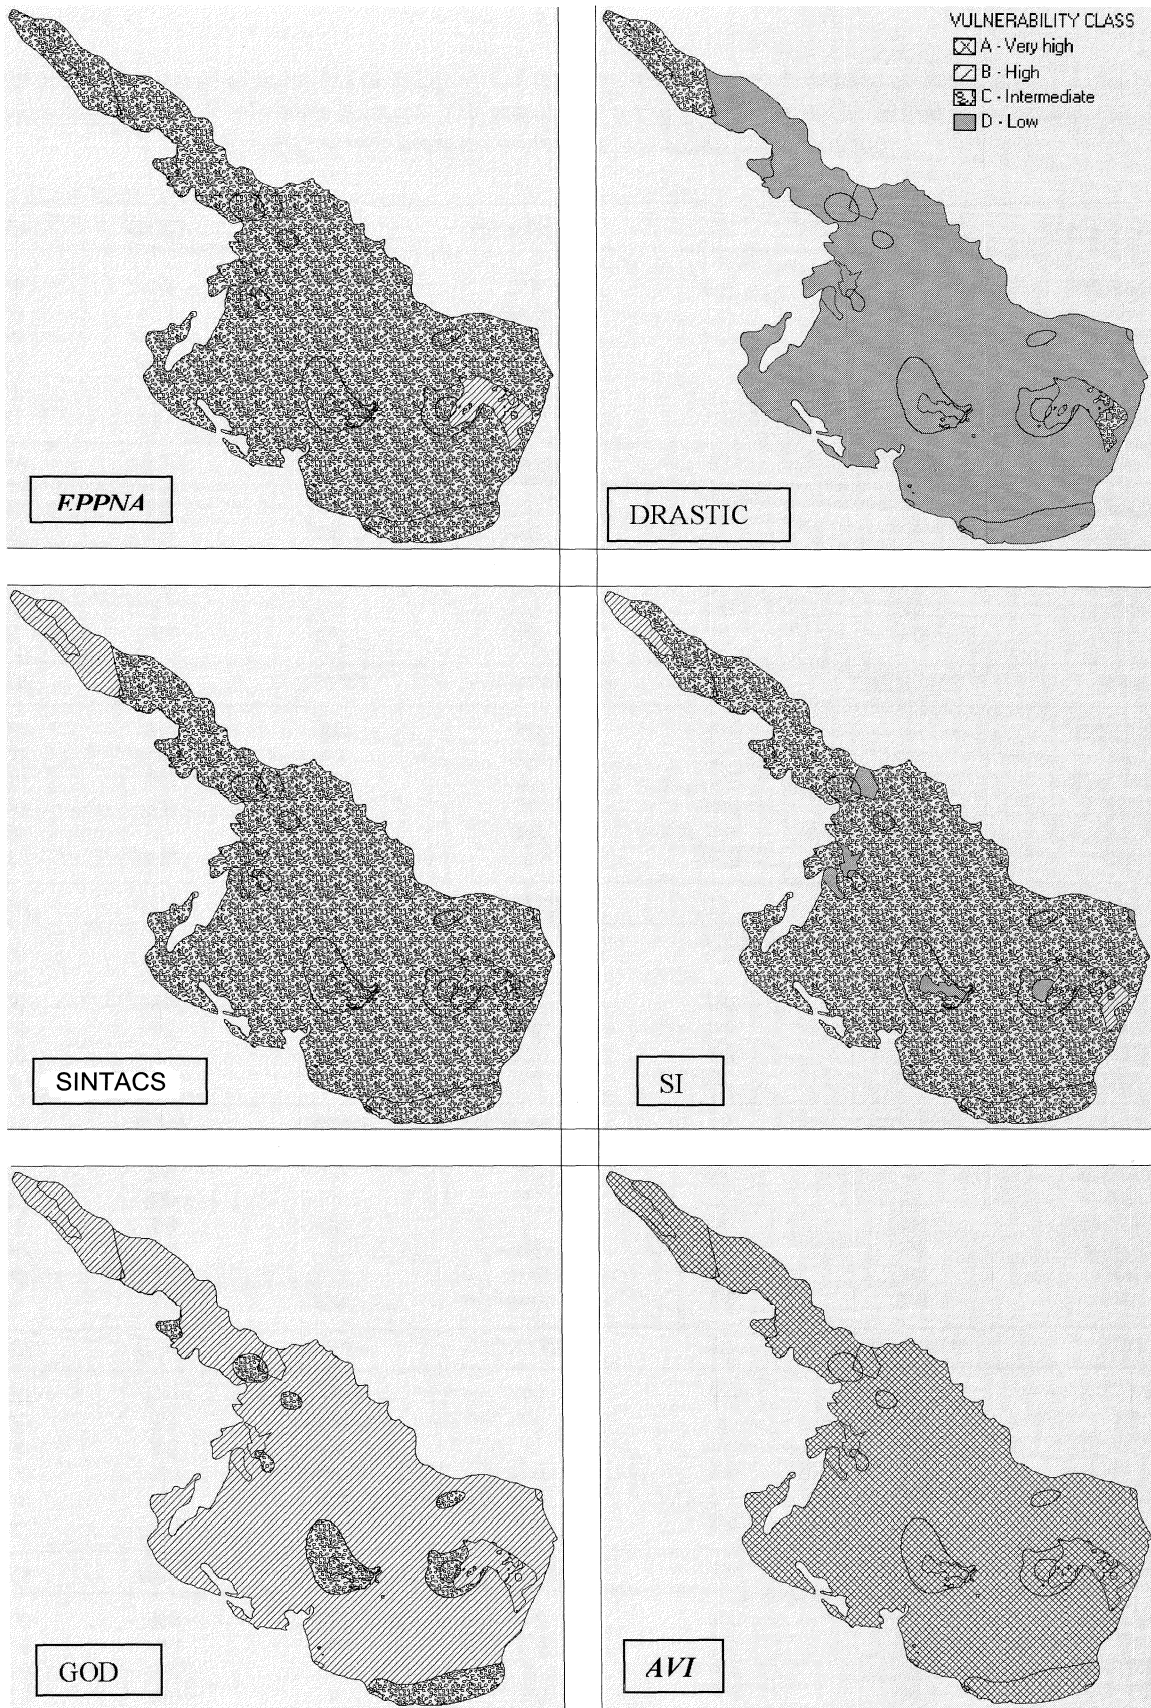 VULNERABILITY CLASS
A - Very high
B - High
C - Intermediate
D - Low
EPPNA
DRASTIC
SINTACS
SI
GOD
AVI